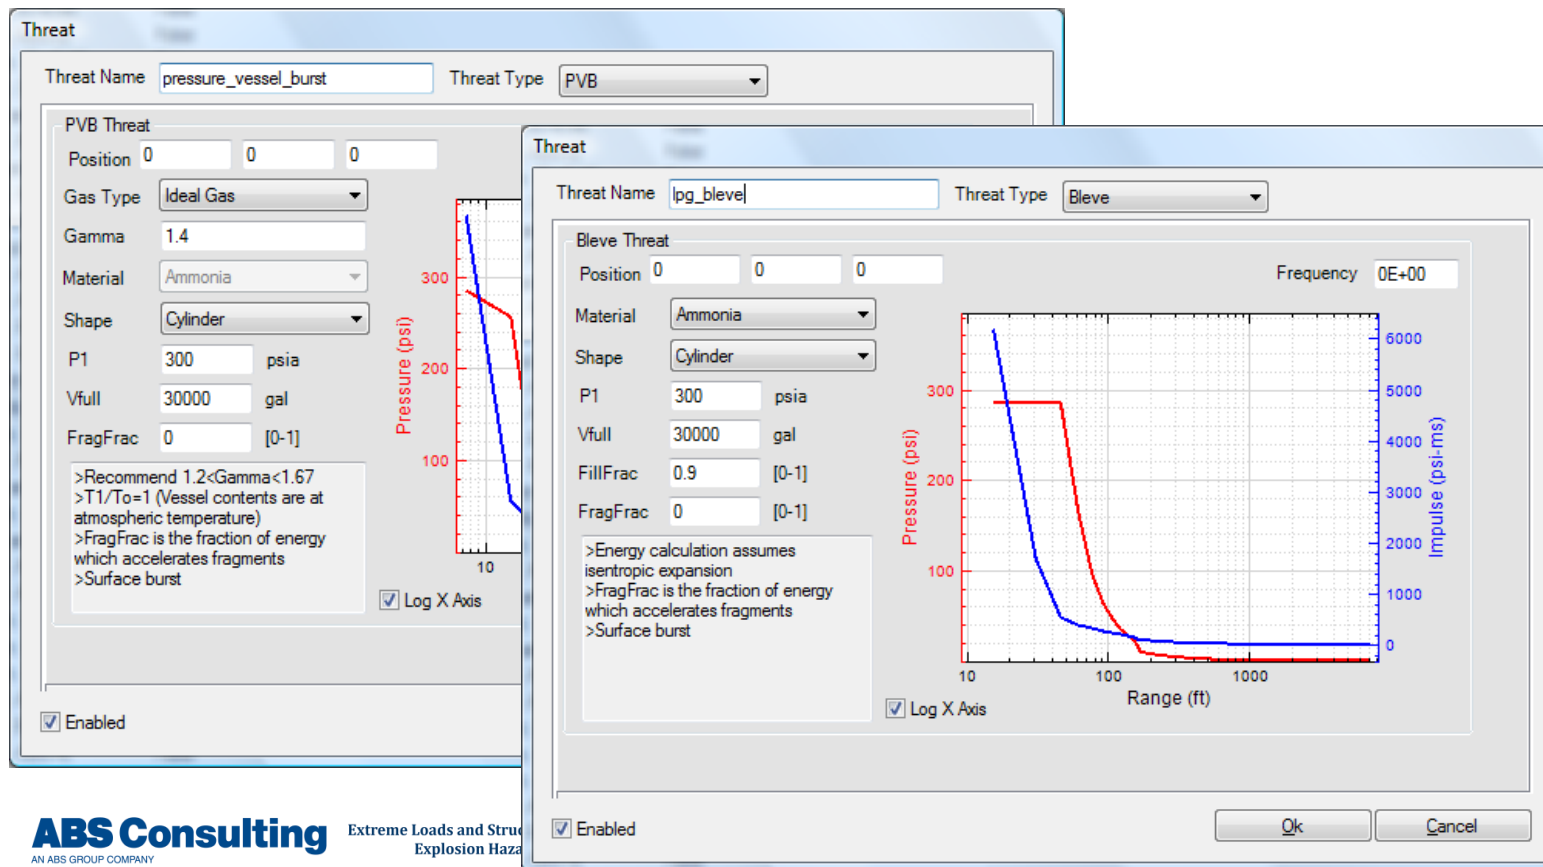 Threat
Threat Name pressure_vessel_burst Threat Type PVB
PVB Threat
Position 0 0 0
Gas Type Ideal Gas
Gamma 1.4
Material Ammonia
Shape Cylinder
P1 300 psia
Vfull 30000 gal
FragFrac 0 [0-1]
>Recommend 1.2<Gamma<1.67
>T1/To=1 (Vessel contents are at
atmospheric temperature)
>FragFrac is the fraction of energy
which accelerates fragments
>Surface burst
Pressure (psi)
300
200
100
10
Log X Axis
Enabled
Threat
Threat Name lpg_bleve Threat Type Bleve
Bleve Threat
Position 0 0 0 Frequency 0E+00
Material Ammonia
Shape Cylinder
P1 300 psia
Vfull 30000 gal
FillFrac 0.9 [0-1]
FragFrac 0 [0-1]
>Energy calculation assumes
isentropic expansion
>FragFrac is the fraction of energy
which accelerates fragments
>Surface burst
Pressure (psi)
300
200
100
6000
5000
4000
3000
2000
1000
0
Impulse (psi-ms)
10 100 1000
Range (ft)
Log X Axis
Enabled
Ok Cancel
ABS Consulting
AN ABS GROUP COMPANY
Extreme Loads and Stru
Explosion Haza